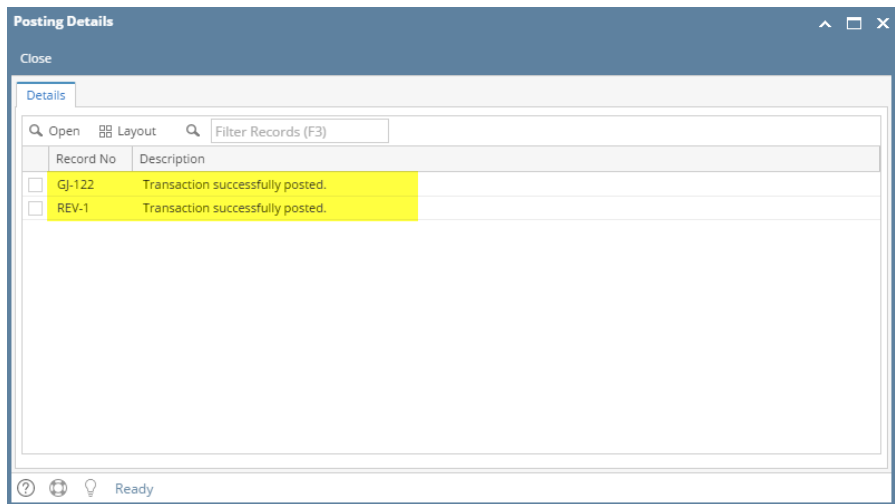 Posting Details
Close
Details
Open Layout Filter Records (F3)
Record No Description
GJ-122 Transaction successfully posted.
REV-1 Transaction successfully posted.
Ready